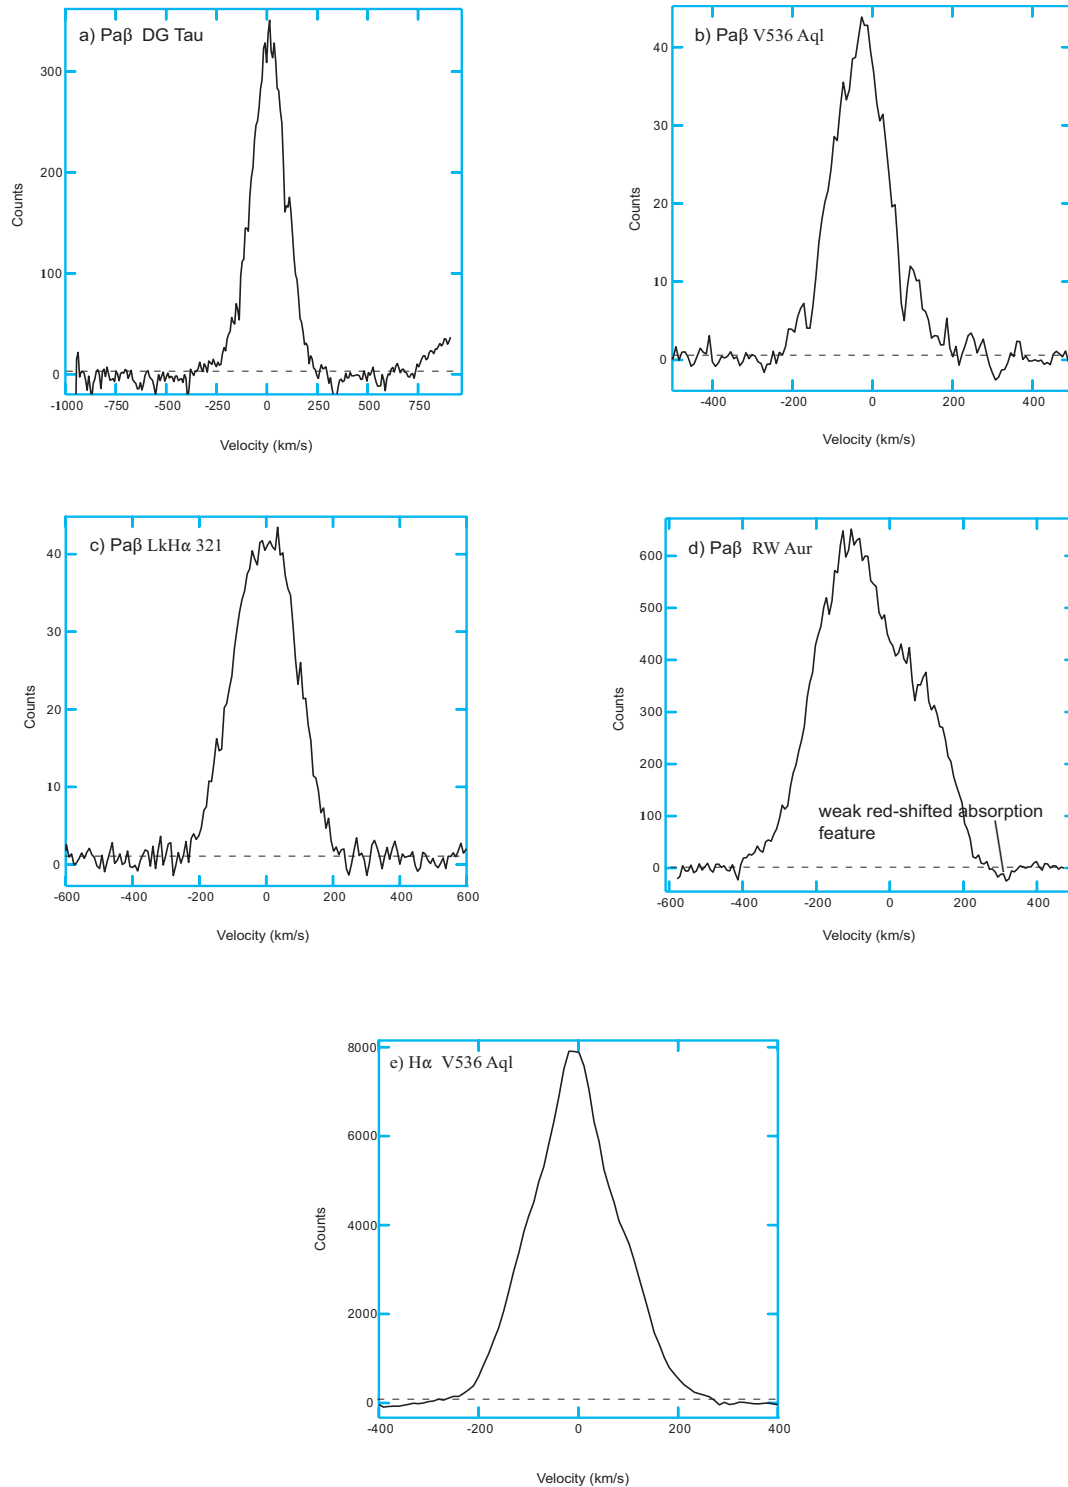 a) Paβ DG Tau
300
200
100
0
Counts
-1000 -750 -500 -250 0 250 500 750
Velocity (km/s)
b) Paβ V536 Aql
40
30
20
10
0
Counts
-400 -200 0 200 400
Velocity (km/s)
c) Paβ LkHα 321
40
30
20
10
0
Counts
-600 -400 -200 0 200 400 600
Velocity (km/s)
d) Paβ RW Aur
600
500
400
300
200
100
0
Counts
weak red-shifted absorption
feature
-600 -400 -200 0 200 400
Velocity (km/s)
e) Hα V536 Aql
8000
6000
4000
2000
0
Counts
-400 -200 0 200 400
Velocity (km/s)